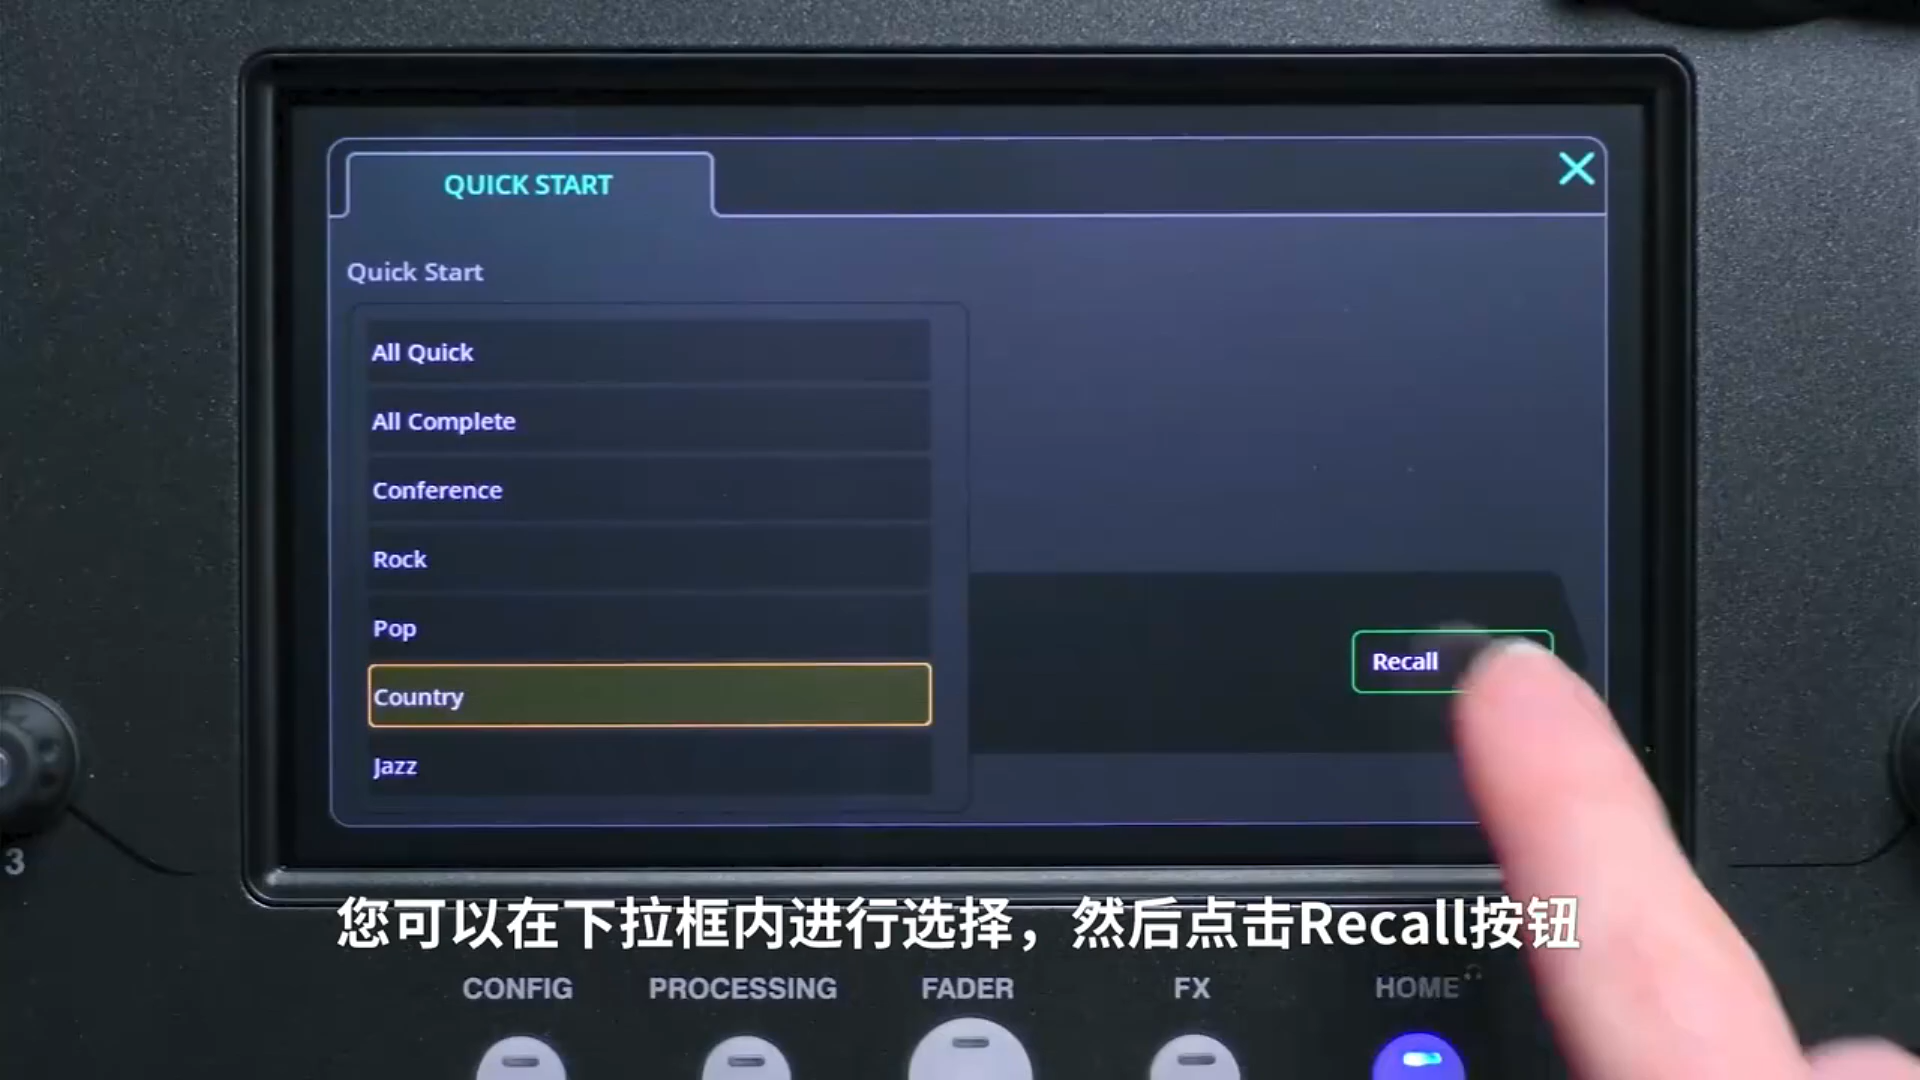 QUICK START
Quick Start
All Quick
All Complete
Conference
Rock
Pop
Country
Jazz
Recall
3
您可以在下拉框内进行选择，然后点击Recall按钮
CONFIG
PROCESSING
FADER
FX
HOME